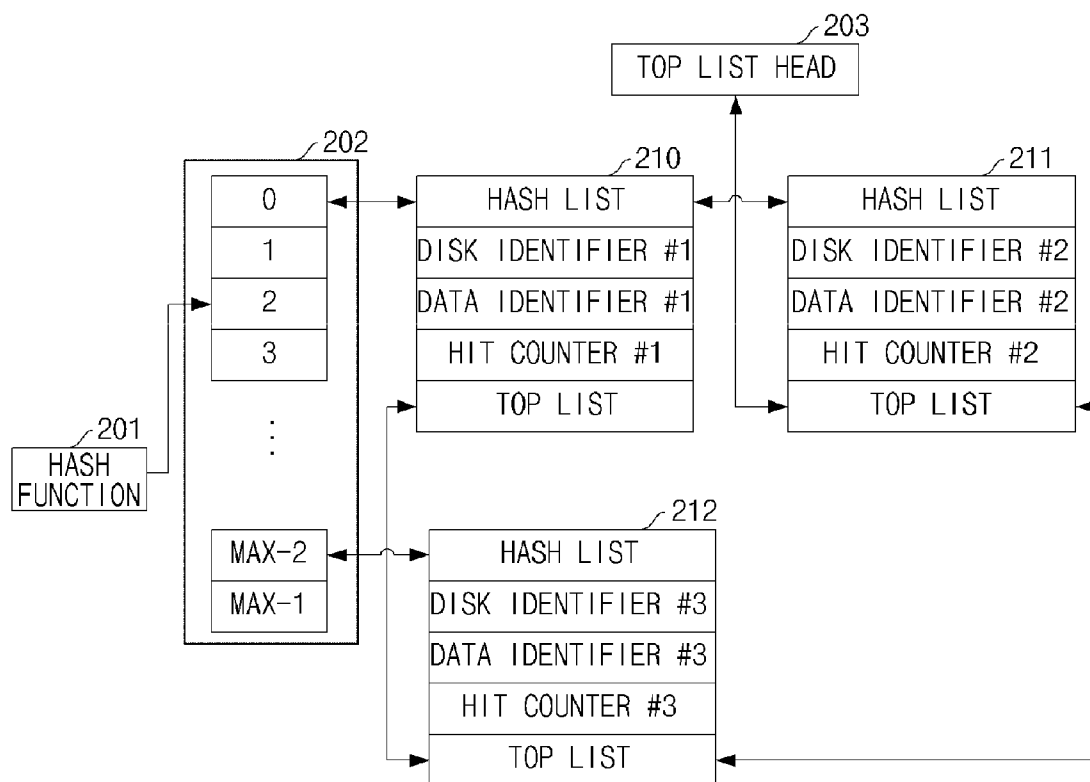 203
TOP LIST HEAD
202
0
1
2
3
⋮
MAX-2
MAX-1
201
HASH
FUNCTION
210
HASH LIST
DISK IDENTIFIER #1
DATA IDENTIFIER #1
HIT COUNTER #1
TOP LIST
211
HASH LIST
DISK IDENTIFIER #2
DATA IDENTIFIER #2
HIT COUNTER #2
TOP LIST
212
HASH LIST
DISK IDENTIFIER #3
DATA IDENTIFIER #3
HIT COUNTER #3
TOP LIST